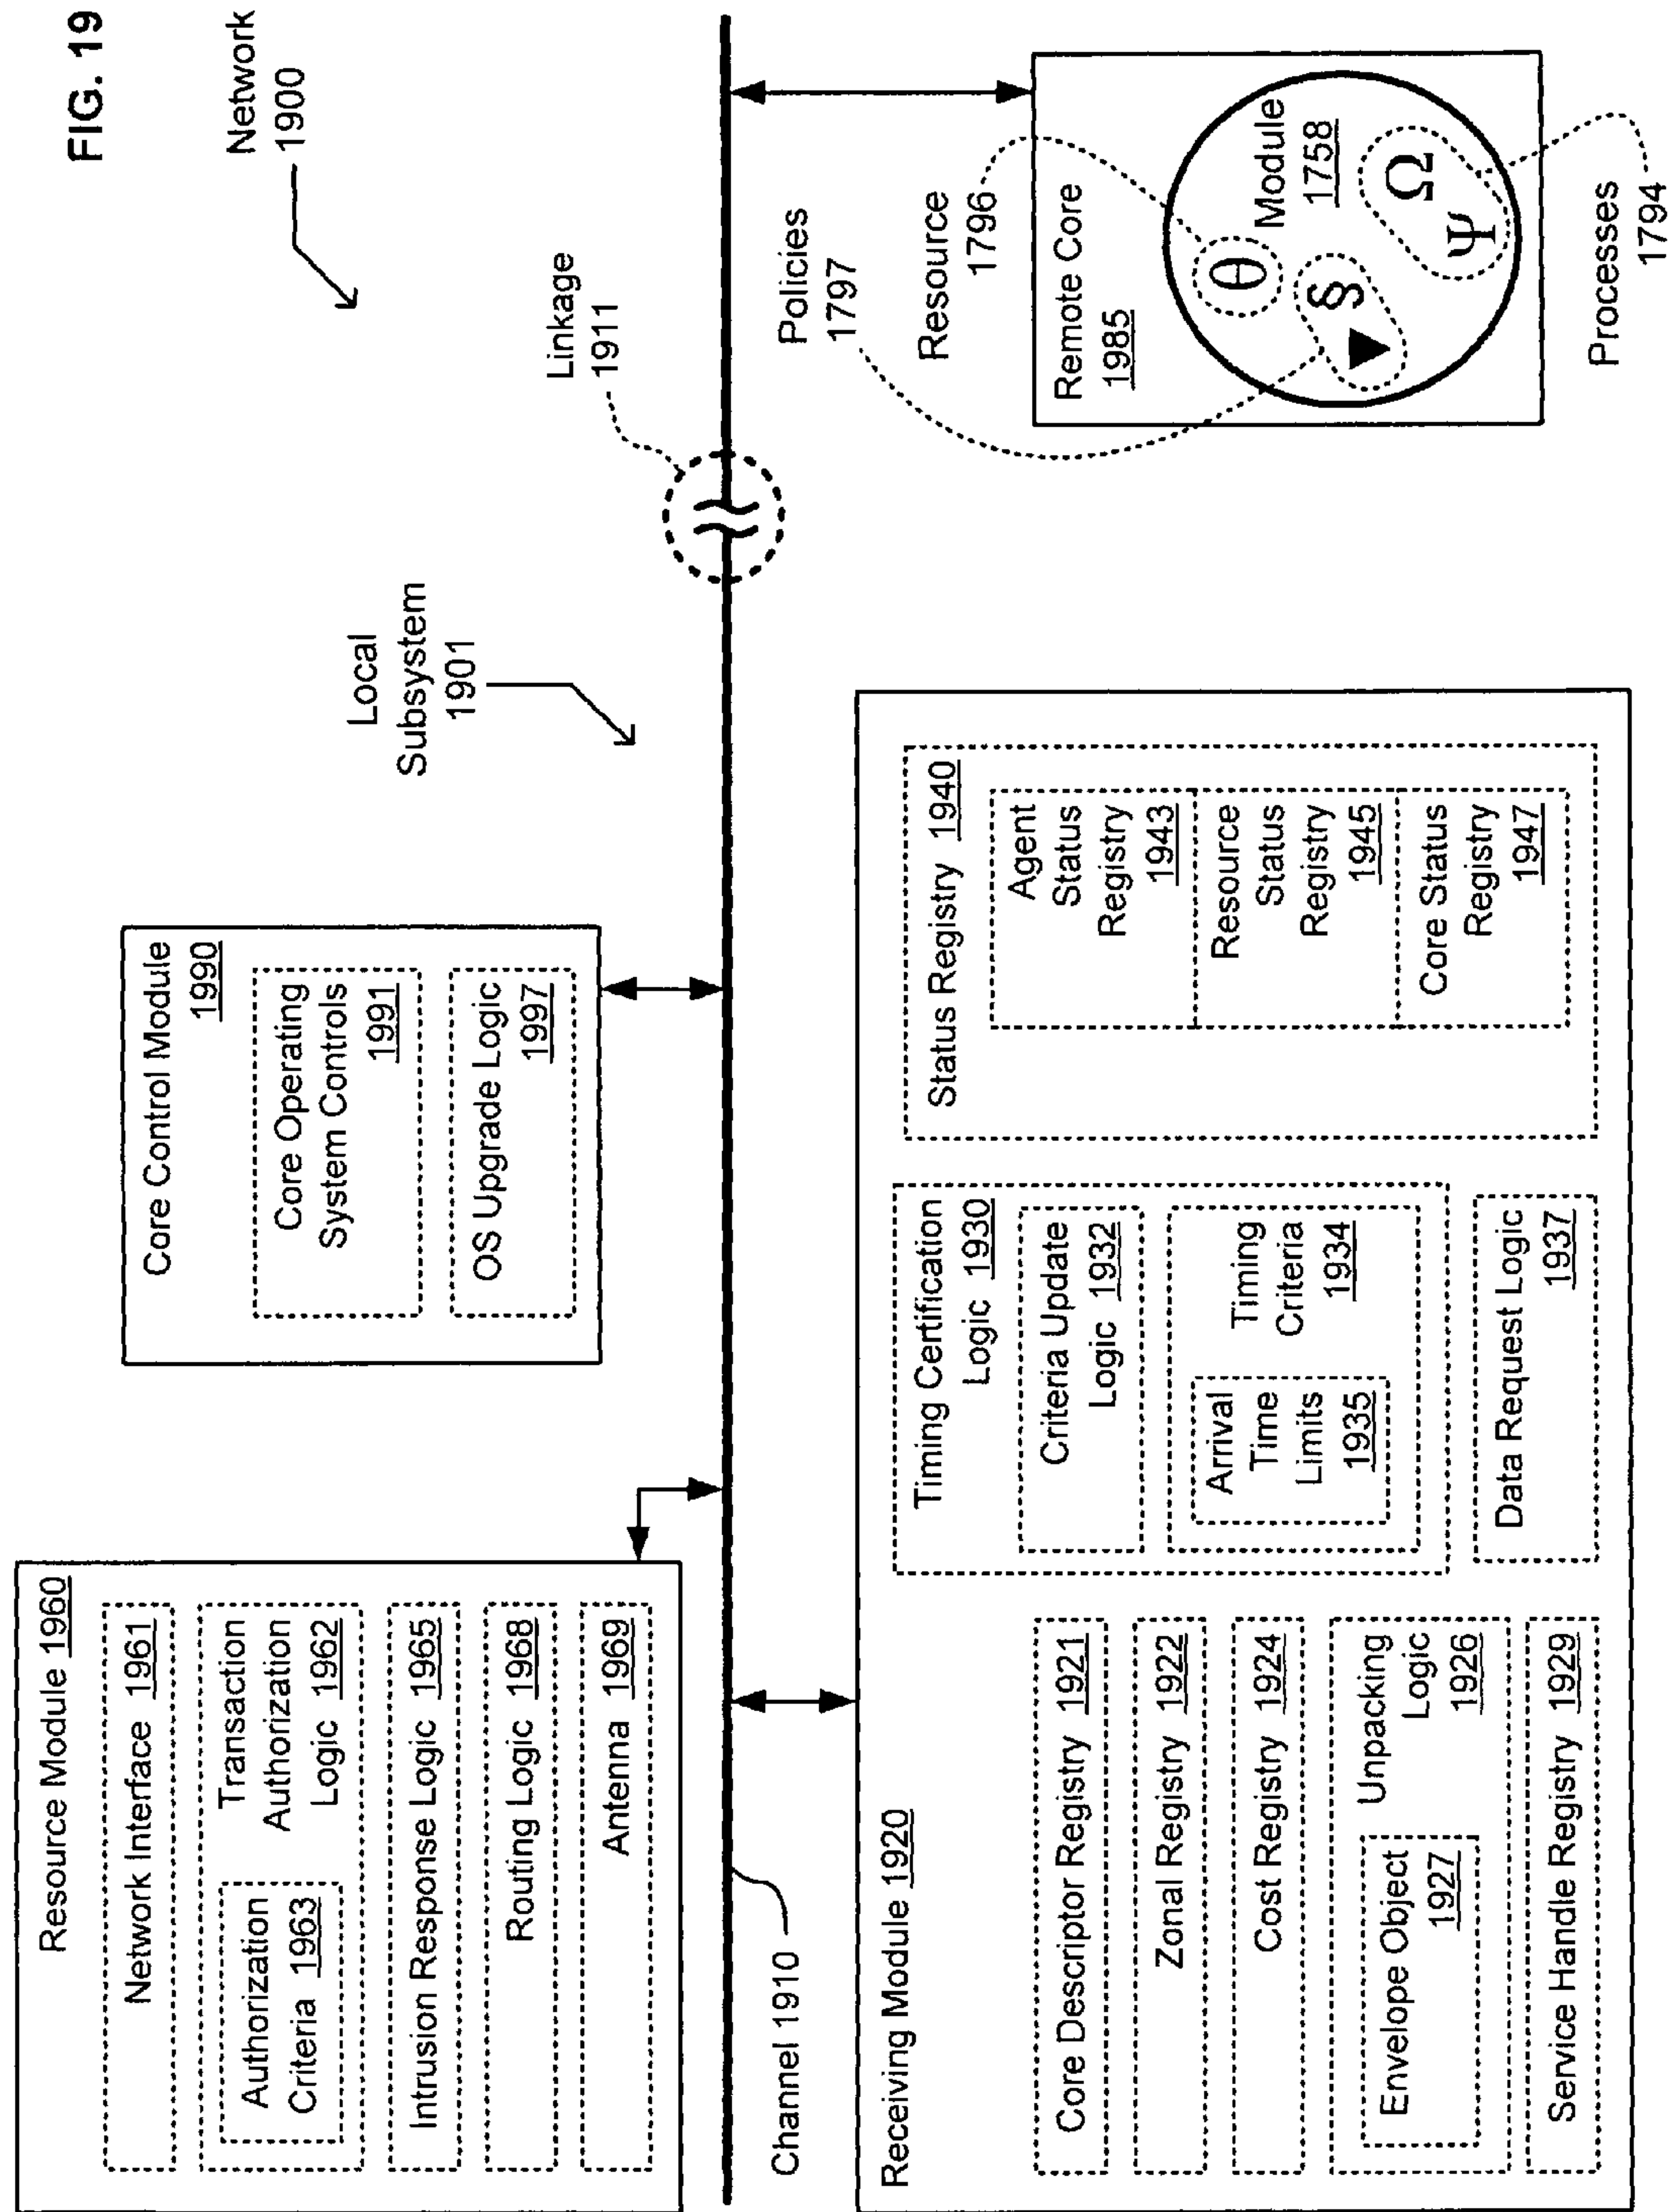 FIG. 19
Network
1900
Local
Subsystem
1901
Linkage
1911
Resource Module 1960
Network Interface 1961
Transaction
Authorization
Logic 1962
Authorization
Criteria 1963
Intrusion Response Logic 1965
Routing Logic 1968
Antenna 1969
Core Control Module
1990
Core Operating
System Controls
1991
OS Upgrade Logic
1997
Channel 1910
Receiving Module 1920
Core Descriptor Registry 1921
Zonal Registry 1922
Cost Registry 1924
Unpacking
Logic
1926
Envelope Object
1927
Service Handle Registry 1929
Timing Certification
Logic 1930
Criteria Update
Logic 1932
Timing
Criteria
1934
Arrival
Time
Limits
1935
Data Request Logic
1937
Status Registry 1940
Agent
Status
Registry
1943
Resource
Status
Registry
1945
Core Status
Registry
1947
Policies
1797
Resource
1796
Remote Core
1985
Module
1758
θ
§
Ψ Ω
Processes
1794